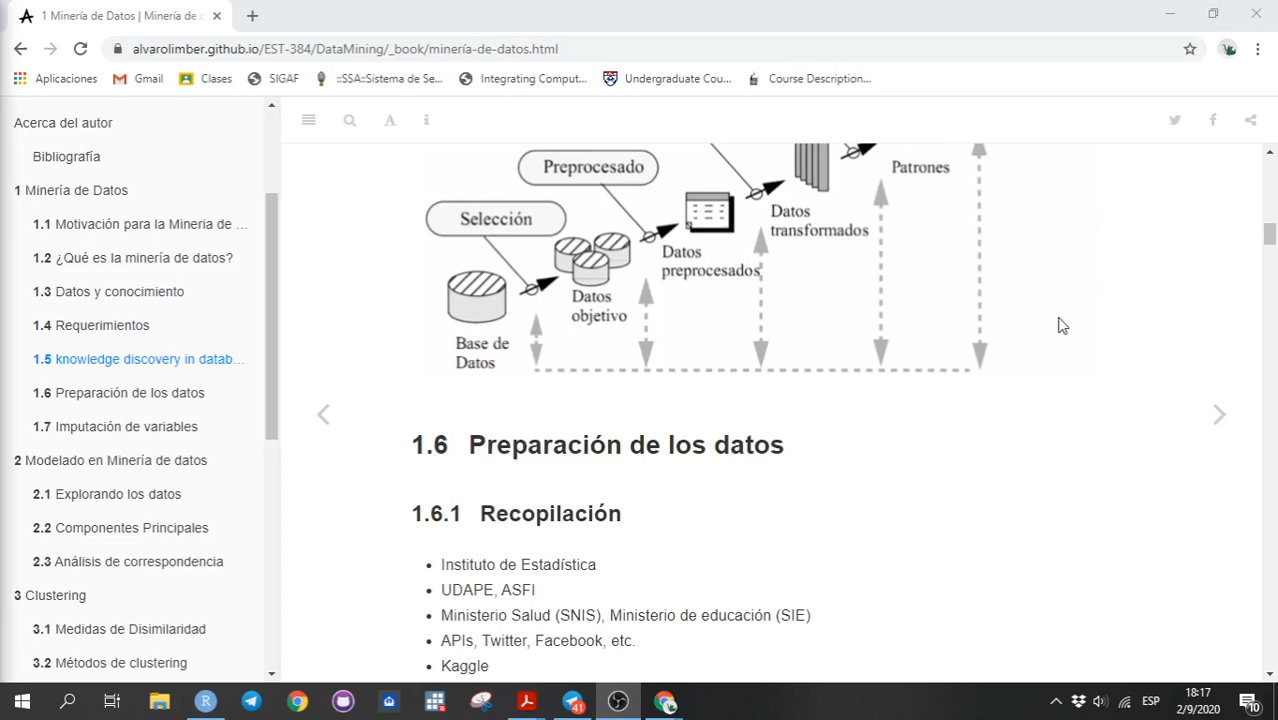 1 Minería de Datos | Minería de d
alvarolimber.github.io/EST-384/DataMining/_book/minería-de-datos.html
Aplicaciones Gmail Clases SIGAF ::SSA::Sistema de Se... Integrating Comput... Undergraduate Cou... Course Description...
Acerca del autor
Bibliografía
1 Minería de Datos
1.1 Motivación para la Mineria de ...
1.2 ¿Qué es la minería de datos?
1.3 Datos y conocimiento
1.4 Requerimientos
1.5 knowledge discovery in datab...
1.6 Preparación de los datos
1.7 Imputación de variables
2 Modelado en Minería de datos
2.1 Explorando los datos
2.2 Componentes Principales
2.3 Análisis de correspondencia
3 Clustering
3.1 Medidas de Disimilaridad
3.2 Métodos de clustering
A
i
Preprocesado
Patrones
Selección
Datos
transformados
Datos
preprocesados
Datos
objetivo
Base de
Datos
1.6 Preparación de los datos
1.6.1 Recopilación
Instituto de Estadística
UDAPE, ASFI
Ministerio Salud (SNIS), Ministerio de educación (SIE)
APIs, Twitter, Facebook, etc.
Kaggle
R
41
ESP
18:17
2/9/2020
10